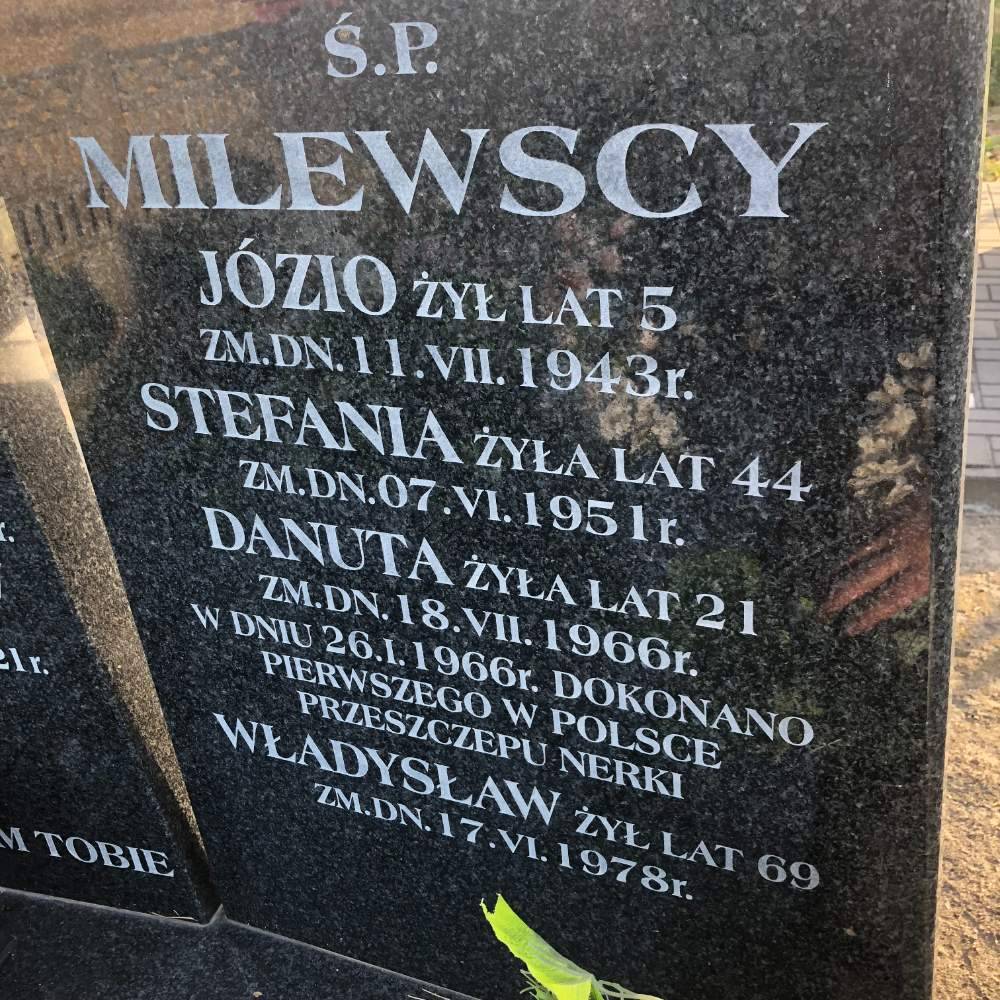 Ś.P.
MILEWSCY
JÓZIO ŻYŁ LAT 5
ZM.DN.11.VII.1943r.
STEFANIA ŻYŁA LAT 44
ZM.DN.07.VI.1951r.
DANUTA ŻYŁA LAT 21
ZM.DN.18.VII.1966r.
W DNIU 26.I.1966r. DOKONANO
PIERWSZEGO W POLSCE
PRZESZCZEPU NERKI
WŁADYSŁAW ŻYŁ LAT 69
ZM.DN.17.VI.1978r.
r.
21r.
M TOBIE